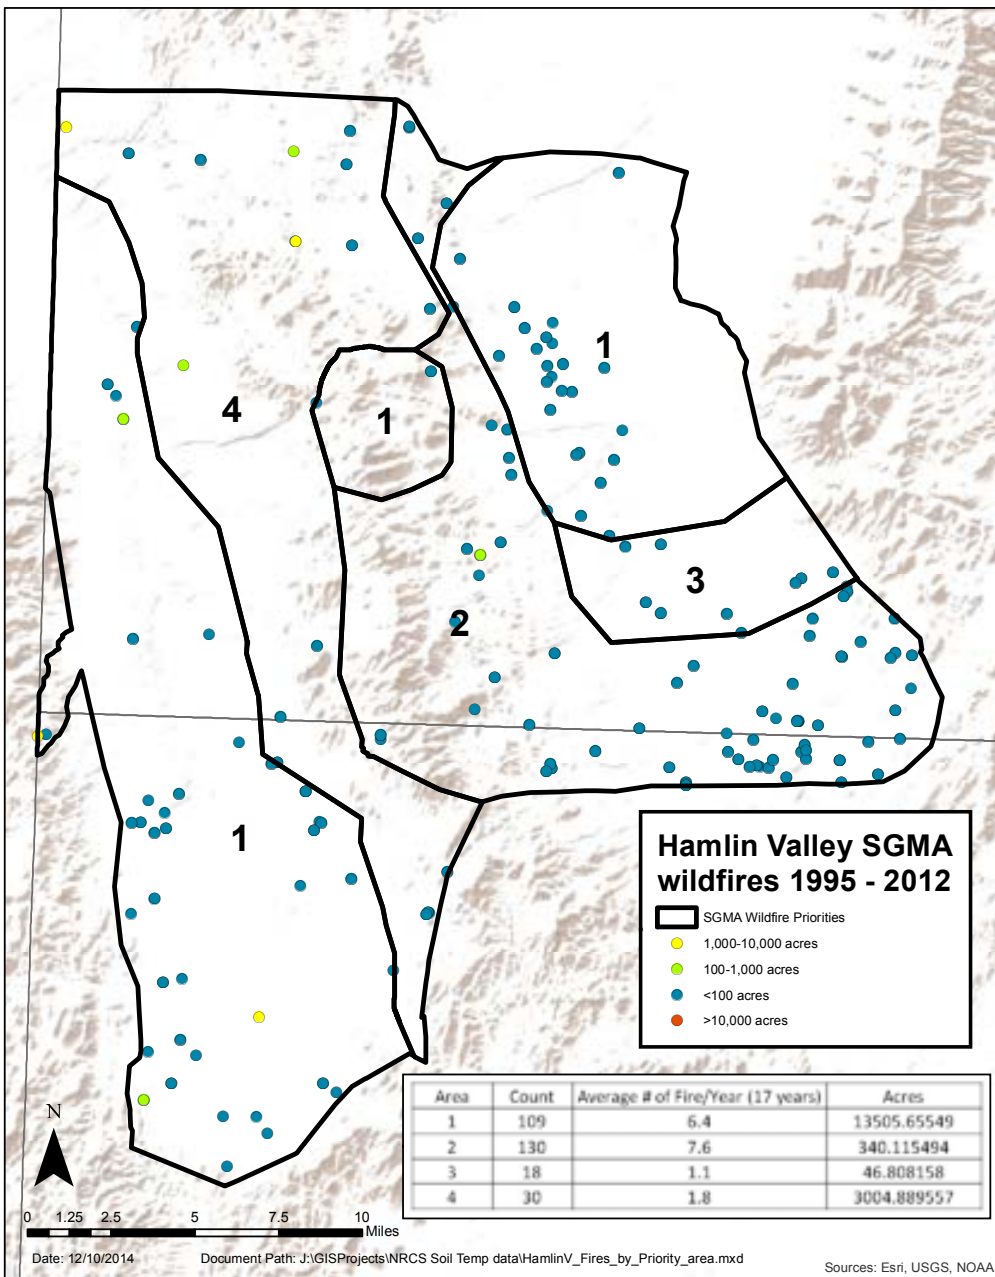 1
4
1
3
2
1
Hamlin Valley SGMA
wildfires 1995 - 2012
SGMA Wildfire Priorities
1,000-10,000 acres
100-1,000 acres
<100 acres
>10,000 acres
Area Count Average # of Fire/Year (17 years) Acres
1 109 6.4 13505.65549
2 130 7.6 340.115494
3 18 1.1 46.808158
4 30 1.8 3004.889557
N
0 1.25 2.5 5 7.5 10
Miles
Date: 12/10/2014 Document Path: J:\GISProjects\NRCS Soil Temp data\HamlinV_Fires_by_Priority_area.mxd
Sources: Esri, USGS, NOAA